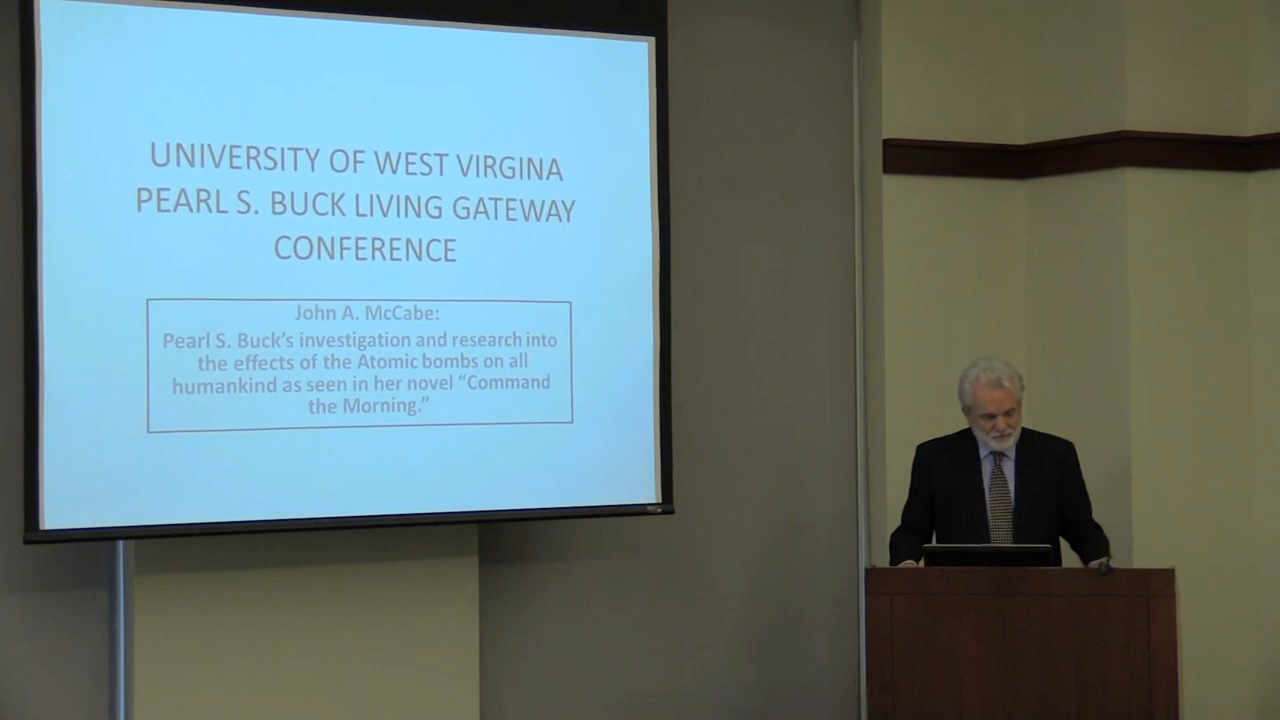 UNIVERSITY OF WEST VIRGINA
PEARL S. BUCK LIVING GATEWAY
CONFERENCE
John A. McCabe:
Pearl S. Buck's investigation and research into
the effects of the Atomic bombs on all
humankind as seen in her novel “Command
the Morning.”